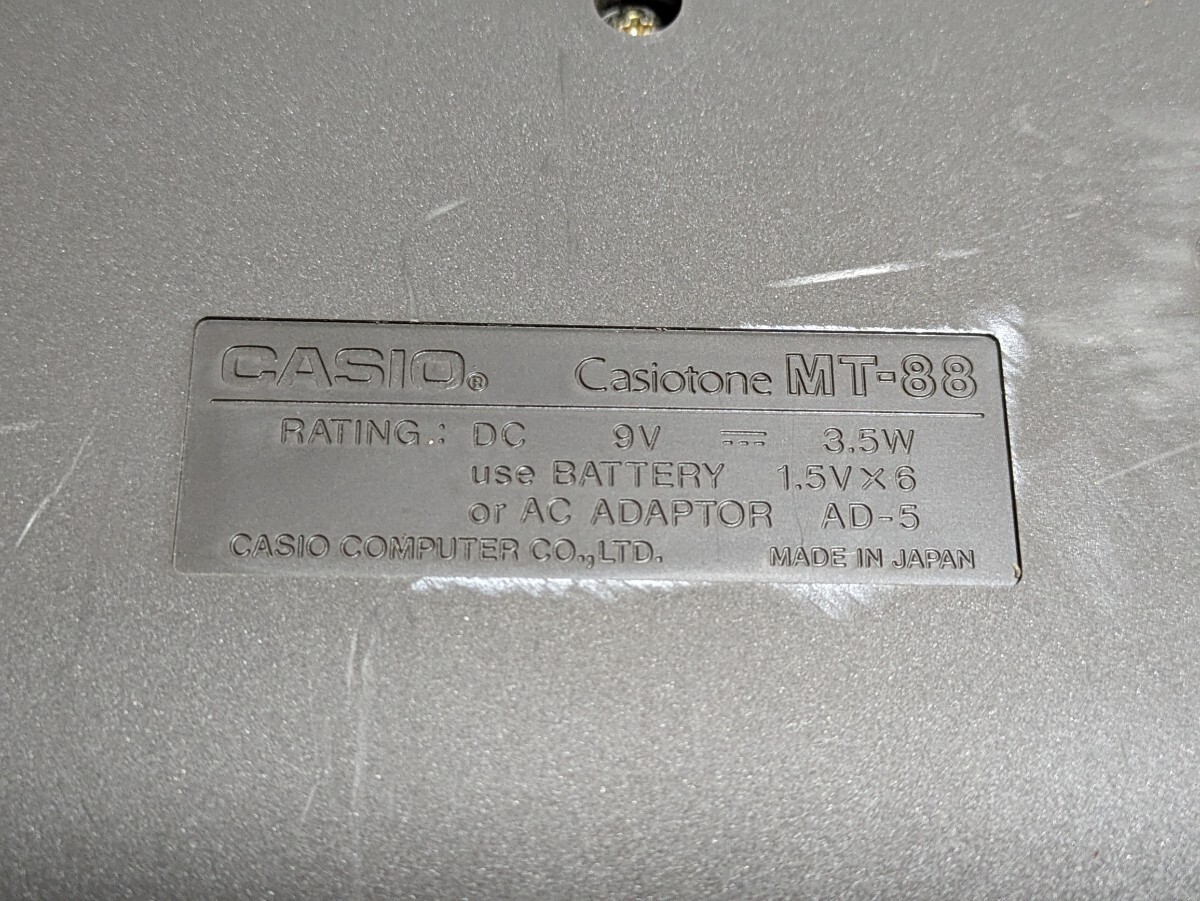 CASIO® Casiotone MT-88
RATING: DC 9V ⎓ 3.5W
use BATTERY 1.5V×6
or AC ADAPTOR AD-5
CASIO COMPUTER CO.,LTD. MADE IN JAPAN